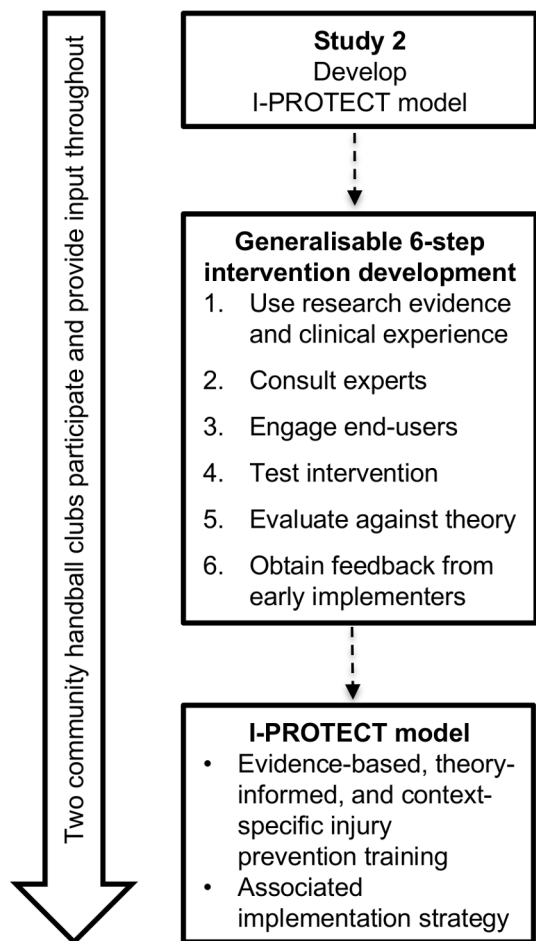 Two community handball clubs participate and provide input throughout
Study 2
Develop
I-PROTECT model
Generalisable 6-step
intervention development
1. Use research evidence
and clinical experience
2. Consult experts
3. Engage end-users
4. Test intervention
5. Evaluate against theory
6. Obtain feedback from
early implementers
I-PROTECT model
• Evidence-based, theory-
informed, and context-
specific injury
prevention training
• Associated
implementation strategy